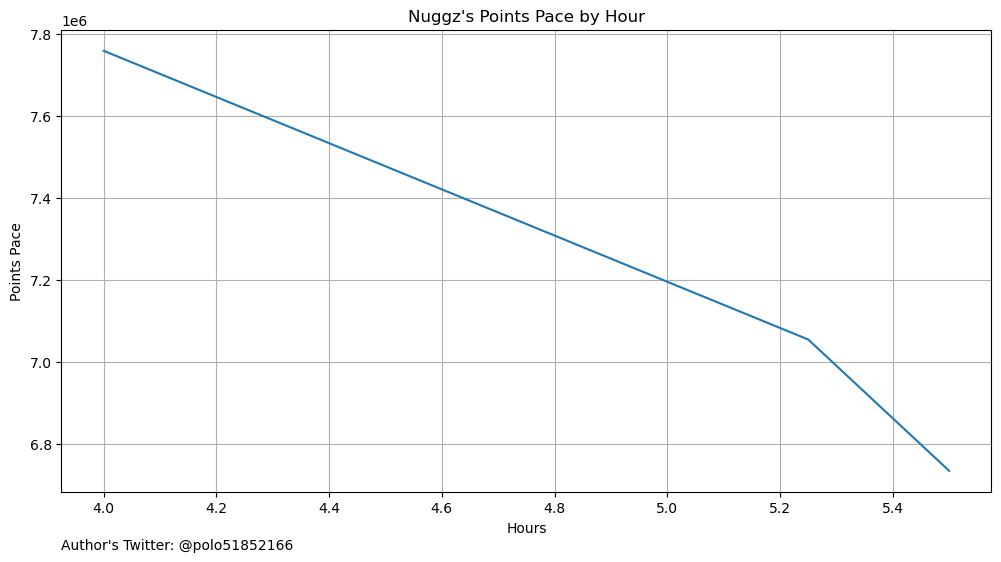 Nuggz's Points Pace by Hour
1e6
7.8
7.6
7.4
7.2
7.0
6.8
Points Pace
4.0 4.2 4.4 4.6 4.8 5.0 5.2 5.4
Hours
Author's Twitter: @polo51852166